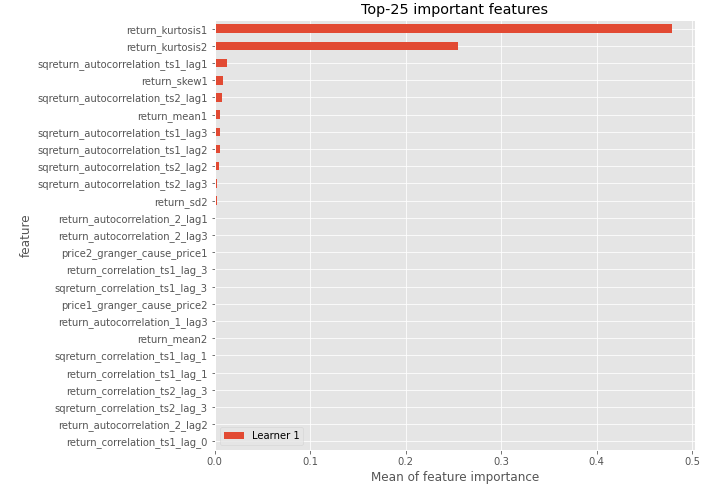 Top-25 important features
return_kurtosis1
return_kurtosis2
sqreturn_autocorrelation_ts1_lag1
return_skew1
sqreturn_autocorrelation_ts2_lag1
return_mean1
sqreturn_autocorrelation_ts1_lag3
sqreturn_autocorrelation_ts1_lag2
sqreturn_autocorrelation_ts2_lag2
sqreturn_autocorrelation_ts2_lag3
return_sd2
return_autocorrelation_2_lag1
return_autocorrelation_2_lag3
price2_granger_cause_price1
return_correlation_ts1_lag_3
sqreturn_correlation_ts1_lag_3
price1_granger_cause_price2
return_autocorrelation_1_lag3
return_mean2
sqreturn_correlation_ts1_lag_1
return_correlation_ts1_lag_1
return_correlation_ts2_lag_3
sqreturn_correlation_ts2_lag_3
return_autocorrelation_2_lag2
return_correlation_ts1_lag_0
feature
Learner 1
0.0 0.1 0.2 0.3 0.4 0.5
Mean of feature importance